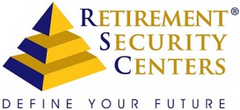 RETIREMENT®
SECURITY
CENTERS
DEFINE YOUR FUTURE